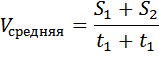 V_средняя = (S_1 + S_2) / (t_1 + t_1)